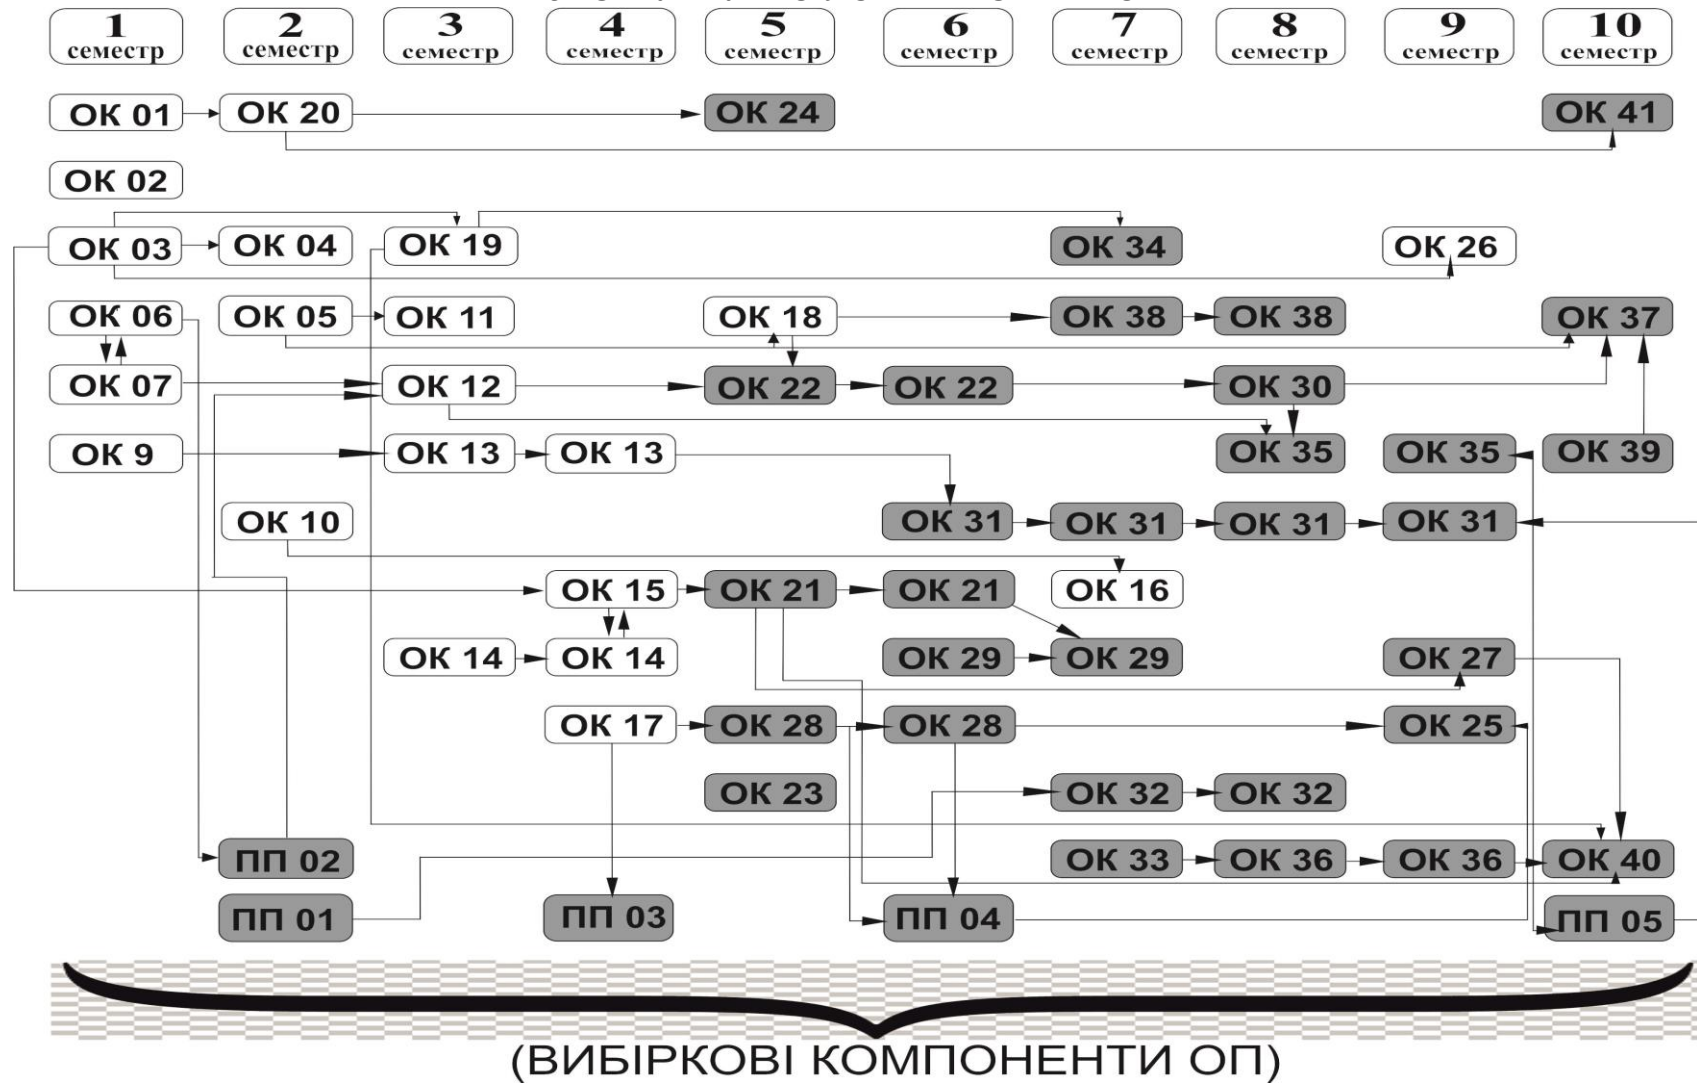 1 семестр 2 семестр 3 семестр 4 семестр 5 семестр 6 семестр 7 семестр 8 семестр 9 семестр 10 семестр
ОК 01 ОК 20 ОК 24 ОК 41
ОК 02
ОК 03 ОК 04 ОК 19 ОК 34 ОК 26
ОК 06 ОК 05 ОК 11 ОК 18 ОК 38 ОК 38 ОК 37
ОК 07 ОК 12 ОК 22 ОК 22 ОК 30
ОК 9 ОК 13 ОК 13 ОК 35 ОК 35 ОК 39
ОК 10 ОК 31 ОК 31 ОК 31 ОК 31
ОК 15 ОК 21 ОК 21 ОК 16
ОК 14 ОК 14 ОК 29 ОК 29 ОК 27
ОК 17 ОК 28 ОК 28 ОК 25
ОК 23 ОК 32 ОК 32
ПП 02 ОК 33 ОК 36 ОК 36 ОК 40
ПП 01 ПП 03 ПП 04 ПП 05
(ВИБІРКОВІ КОМПОНЕНТИ ОП)